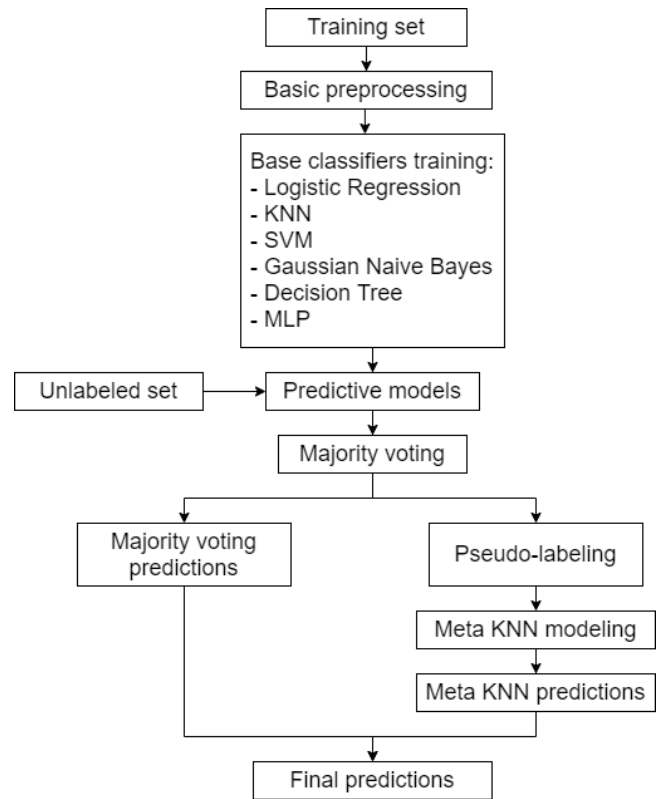 Training set
Basic preprocessing
Base classifiers training:
- Logistic Regression
- KNN
- SVM
- Gaussian Naive Bayes
- Decision Tree
- MLP
Unlabeled set
Predictive models
Majority voting
Majority voting
predictions
Pseudo-labeling
Meta KNN modeling
Meta KNN predictions
Final predictions